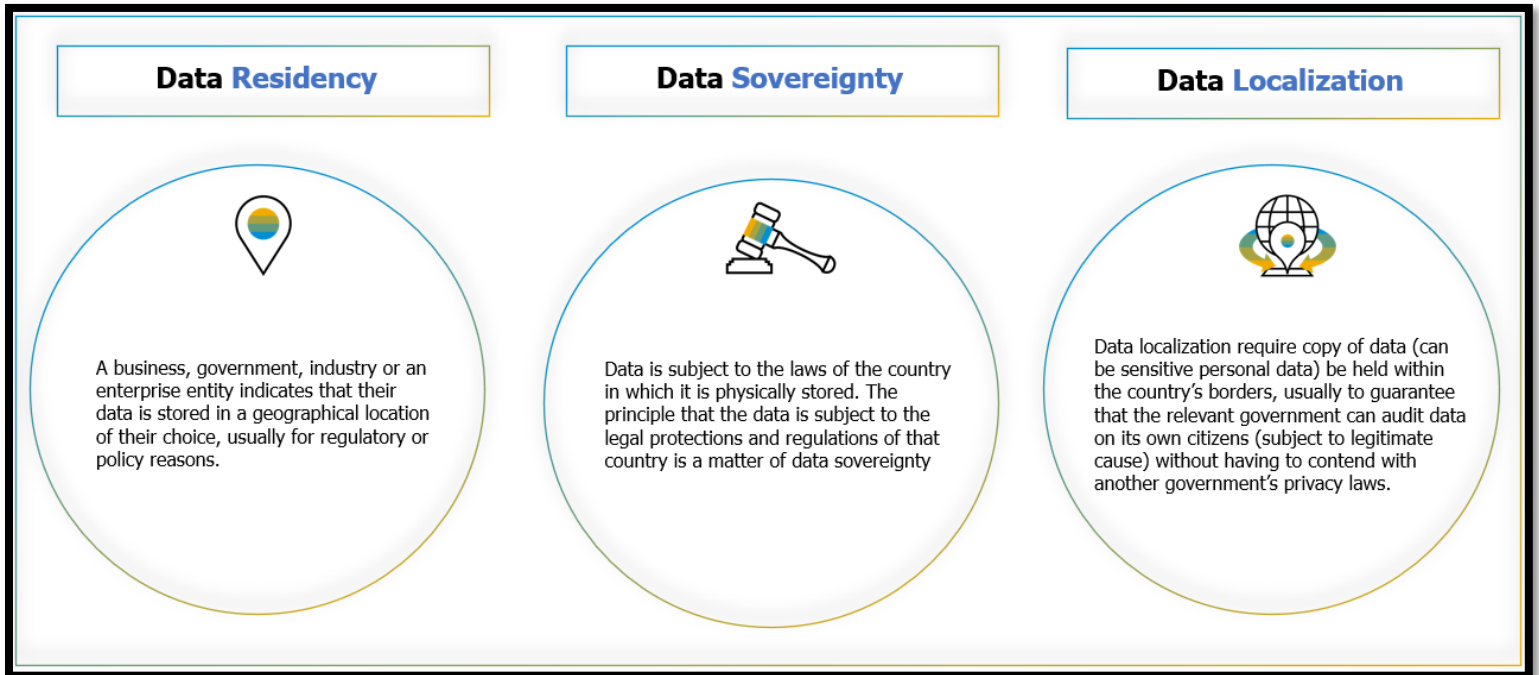 Data Residency
A business, government, industry or an
enterprise entity indicates that their
data is stored in a geographical location
of their choice, usually for regulatory or
policy reasons.
Data Sovereignty
Data is subject to the laws of the country
in which it is physically stored. The
principle that the data is subject to the
legal protections and regulations of that
country is a matter of data sovereignty
Data Localization
Data localization require copy of data (can
be sensitive personal data) be held within
the country's borders, usually to guarantee
that the relevant government can audit data
on its own citizens (subject to legitimate
cause) without having to contend with
another government's privacy laws.